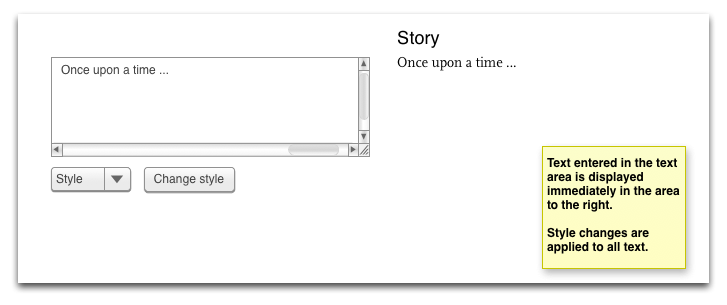 Story
Once upon a time ...
Once upon a time ...
Style
Change style
Text entered in the text
area is displayed
immediately in the area
to the right.
Style changes are
applied to all text.